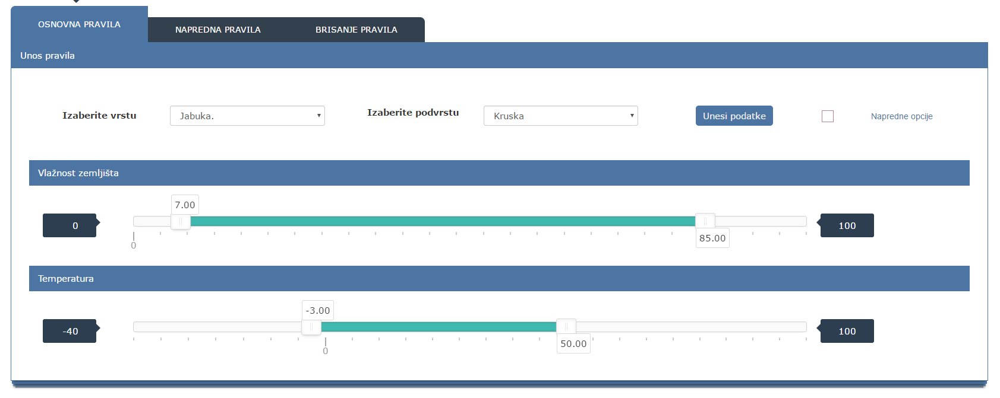 OSNOVNA PRAVILA
NAPREDNA PRAVILA
BRISANJE PRAVILA
Unos pravila
Izaberite vrstu
Jabuka.
Izaberite podvrstu
Kruska
Unesi podatke
Napredne opcije
Vlažnost zemljišta
7.00
0
100
85.00
0
Temperatura
-3.00
-40
100
50.00
0